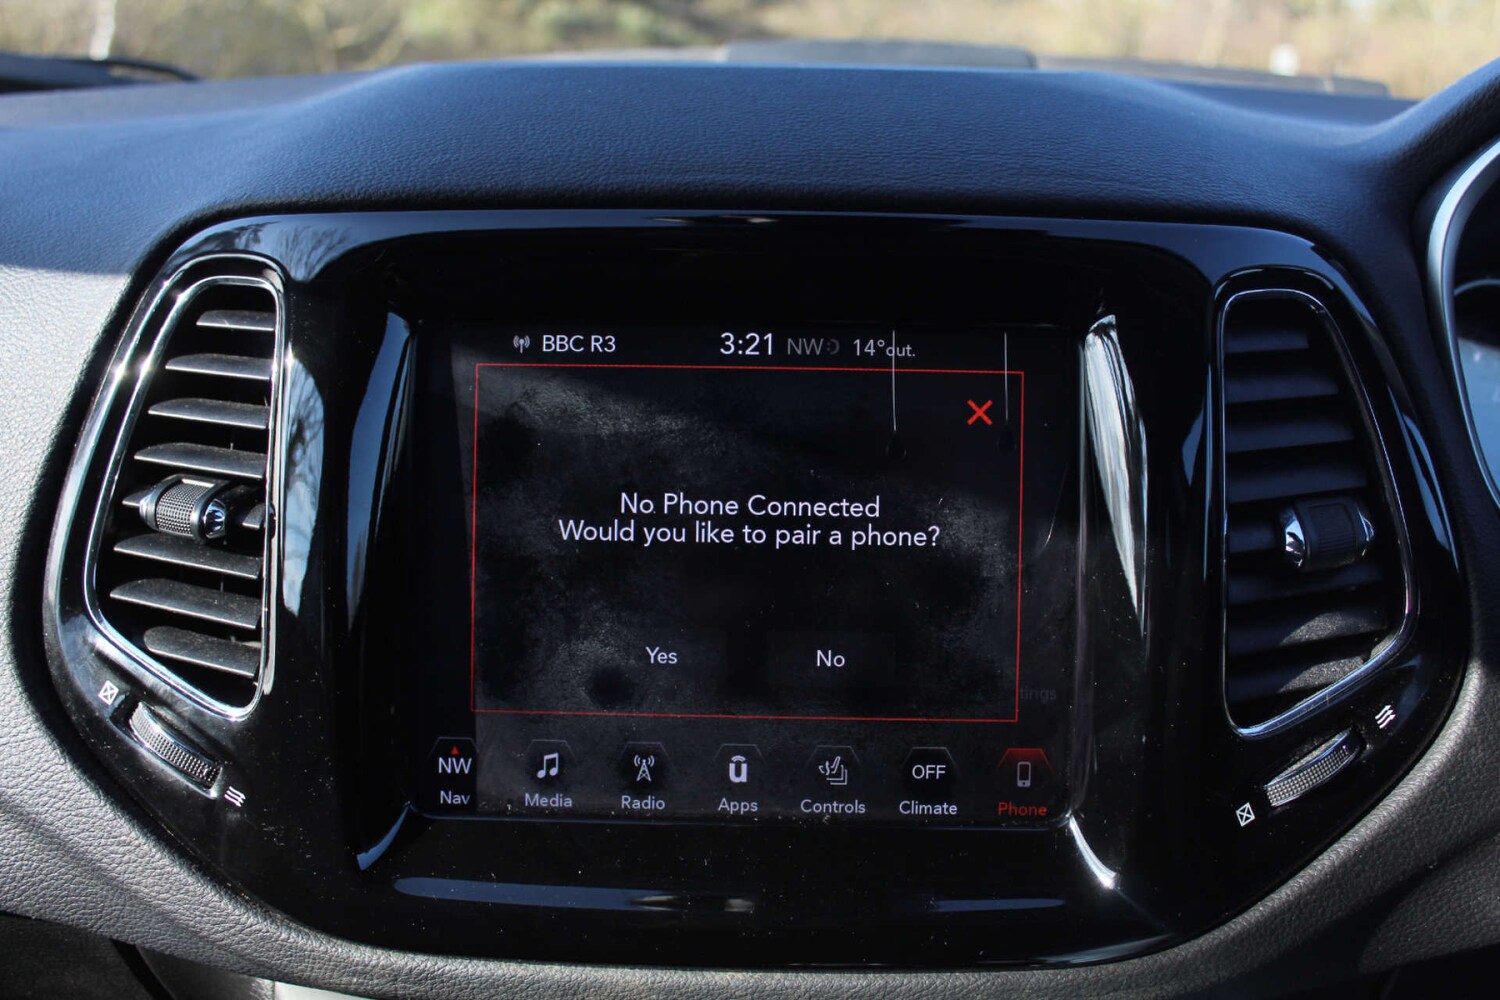 BBC R3 3:21 NW 14°out.
No Phone Connected
Would you like to pair a phone?
Yes No
tings
NW OFF
Nav Media Radio Apps Controls Climate Phone